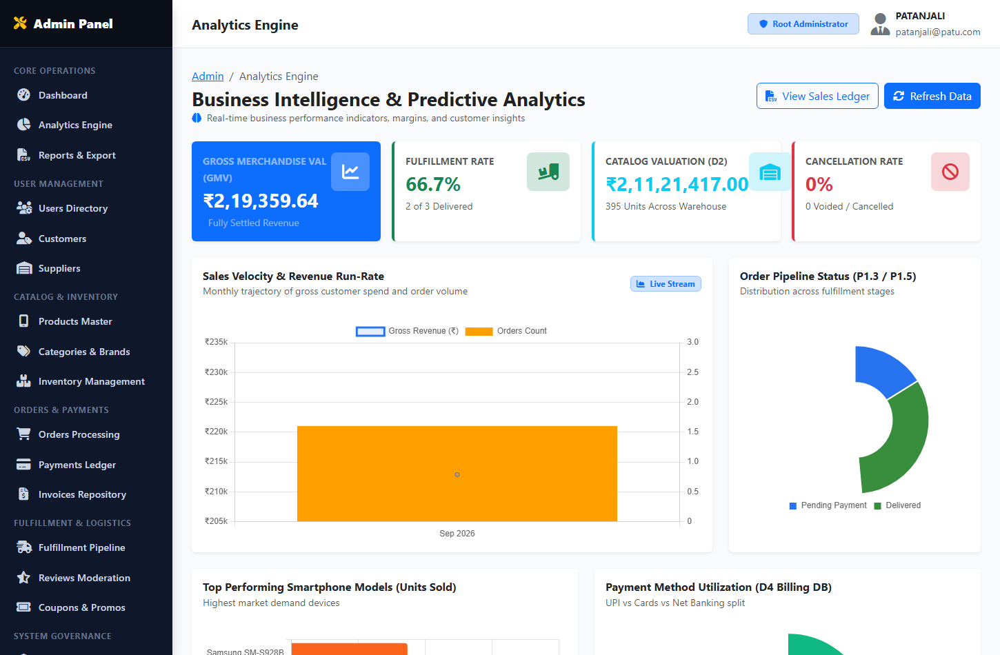 Admin Panel
CORE OPERATIONS
Dashboard
Analytics Engine
Reports & Export
USER MANAGEMENT
Users Directory
Customers
Suppliers
CATALOG & INVENTORY
Products Master
Categories & Brands
Inventory Management
ORDERS & PAYMENTS
Orders Processing
Payments Ledger
Invoices Repository
FULFILLMENT & LOGISTICS
Fulfillment Pipeline
Reviews Moderation
Coupons & Promos
SYSTEM GOVERNANCE
Analytics Engine
Root Administrator
PATANJALI
patanjali@patu.com
Admin / Analytics Engine
Business Intelligence & Predictive Analytics
Real-time business performance indicators, margins, and customer insights
View Sales Ledger
Refresh Data
GROSS MERCHANDISE VAL
(GMV)
₹2,19,359.64
Fully Settled Revenue
FULFILLMENT RATE
66.7%
2 of 3 Delivered
CATALOG VALUATION (D2)
₹2,11,21,417.00
395 Units Across Warehouse
CANCELLATION RATE
0%
0 Voided / Cancelled
Sales Velocity & Revenue Run-Rate
Monthly trajectory of gross customer spend and order volume
Live Stream
Gross Revenue (₹)
Orders Count
₹235k
₹230k
₹225k
₹220k
₹215k
₹210k
₹205k
3.0
2.5
2.0
1.5
1.0
0.5
0
Sep 2026
Order Pipeline Status (P1.3 / P1.5)
Distribution across fulfillment stages
Pending Payment
Delivered
Top Performing Smartphone Models (Units Sold)
Highest market demand devices
Samsung SM-S928B
Payment Method Utilization (D4 Billing DB)
UPI vs Cards vs Net Banking split